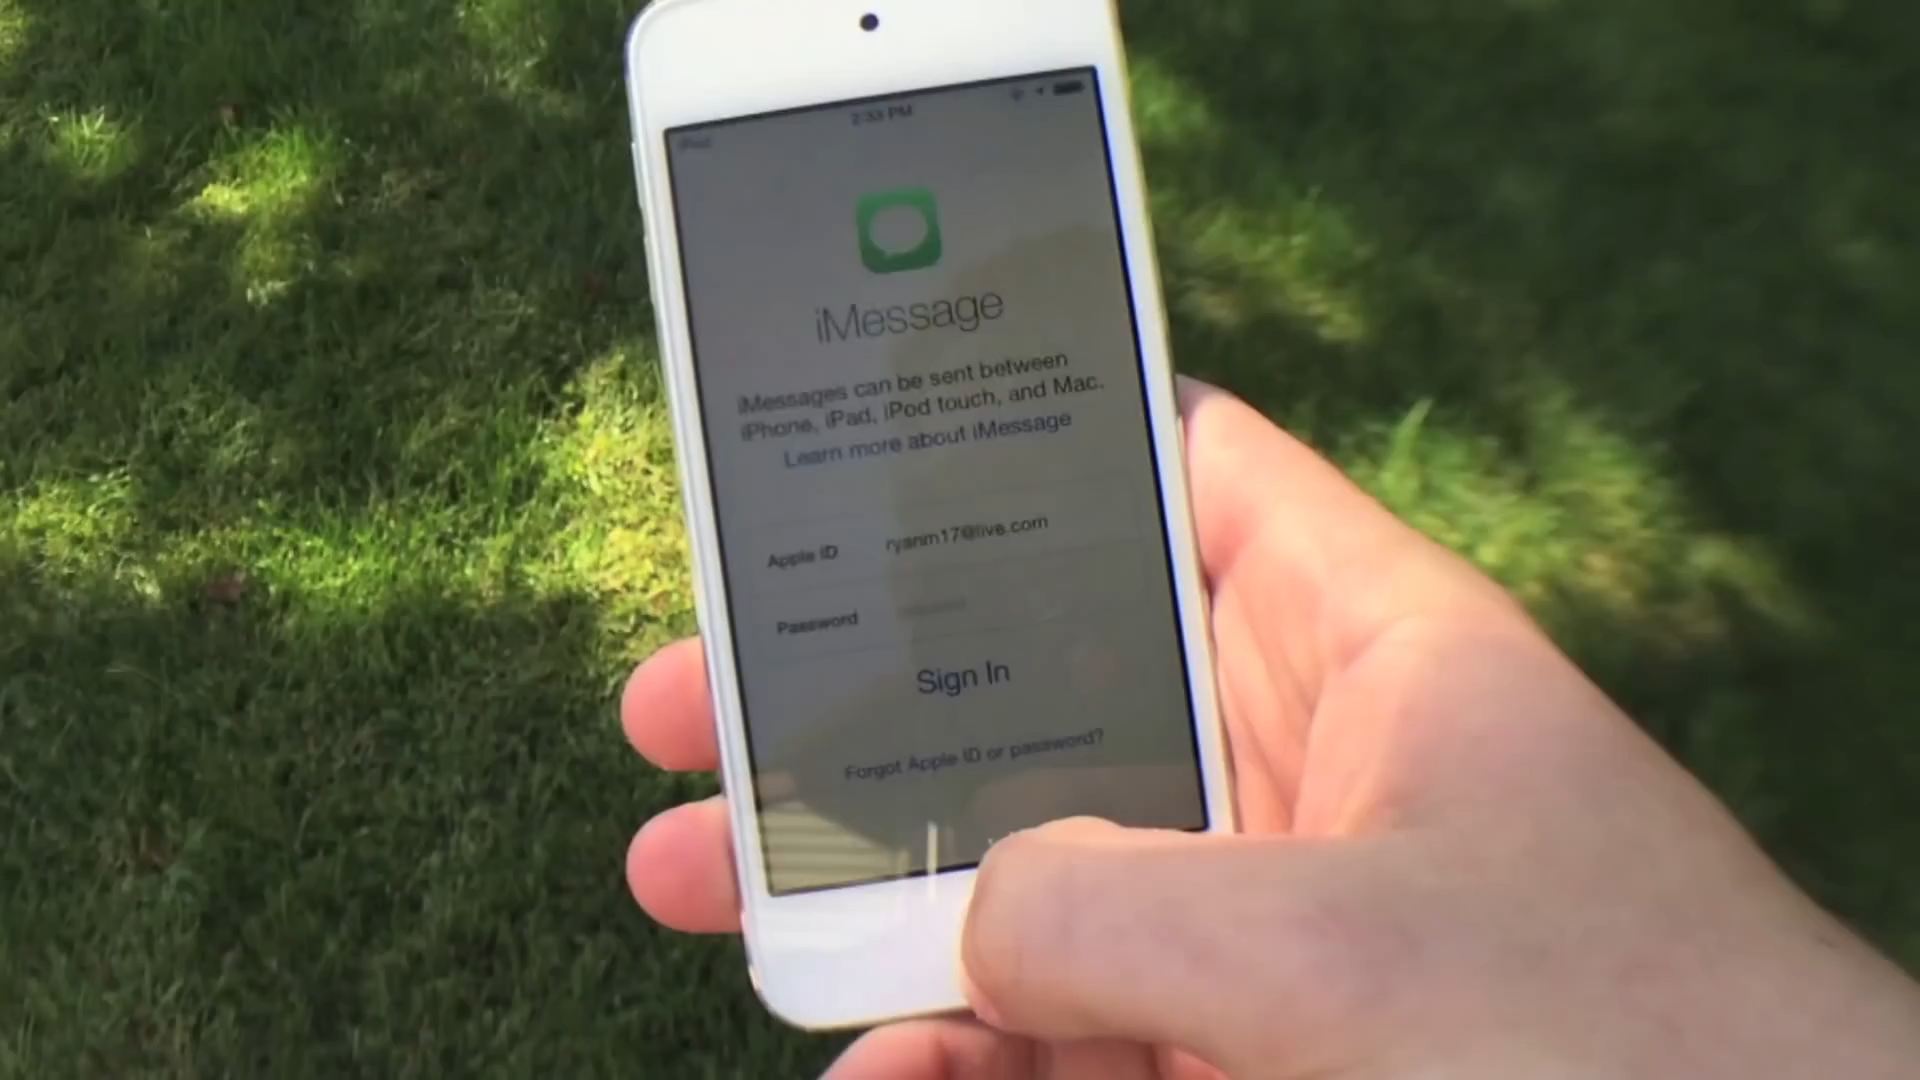 2:33 PM
iPod
iMessage
iMessages can be sent between
iPhone, iPad, iPod touch, and Mac.
Learn more about iMessage
Apple ID ryanm17@live.com
Password
Sign In
Forgot Apple ID or password?